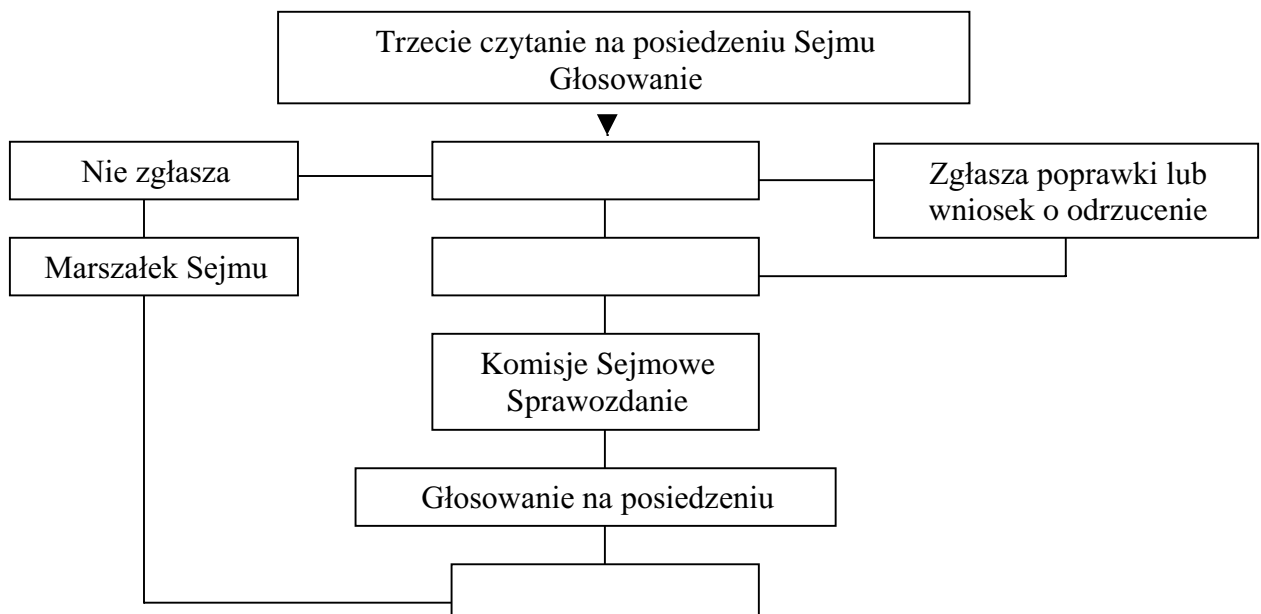 Trzecie czytanie na posiedzeniu Sejmu
Głosowanie
Nie zgłasza
Zgłasza poprawki lub
wniosek o odrzucenie
Marszałek Sejmu
Komisje Sejmowe
Sprawozdanie
Głosowanie na posiedzeniu